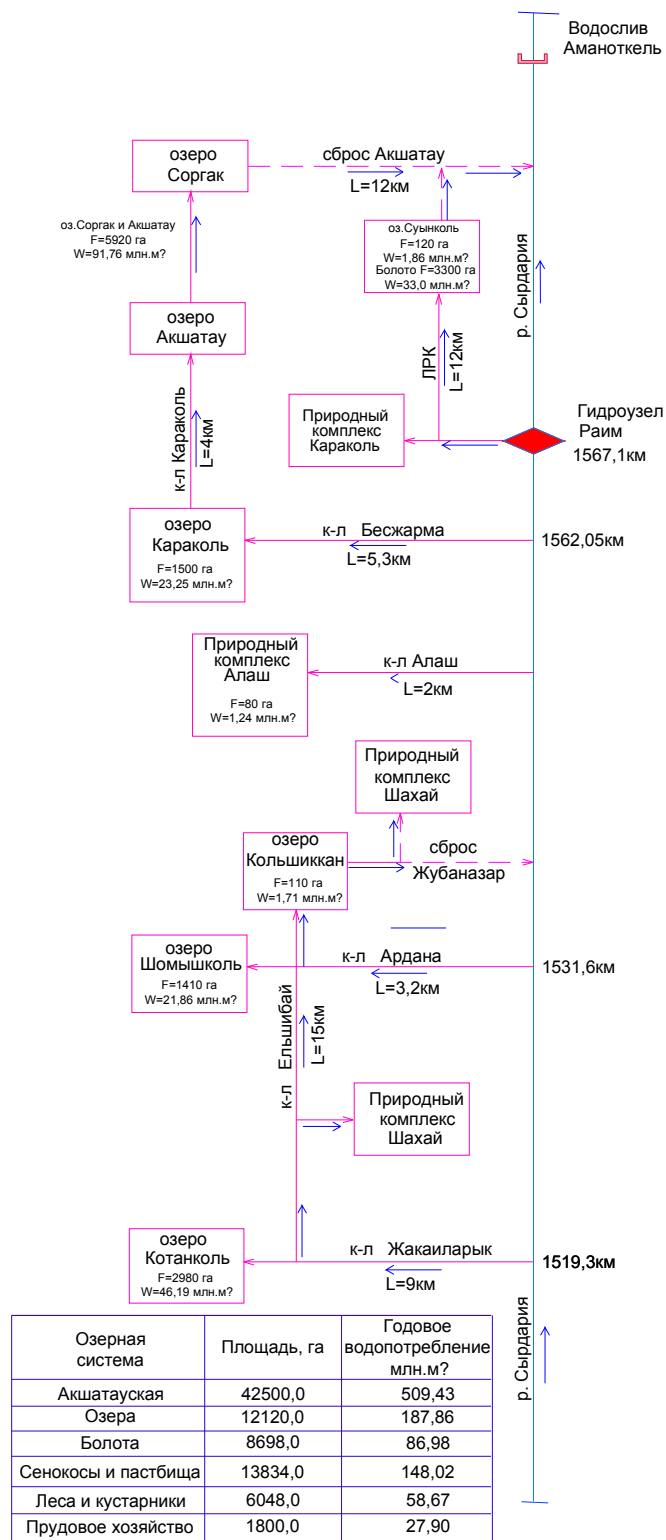 Водослив
Аманоткель
озеро
Соргак
сброс Акшатау
L=12км
оз.Соргак и Акшатау
F=5920 га
W=91,76 млн.м?
оз.Суынколь
F=120 га
W=1,86 млн.м?
Болото F=3300 га
W=33,0 млн.м?
р. Сырдария
озеро
Акшатау
ЛРК
L=12км
к-л Караколь
L=4км
Природный
комплекс
Караколь
Гидроузел
Раим
1567,1км
озеро
Караколь
F=1500 га
W=23,25 млн.м?
к-л Бесжарма
L=5,3км
1562,05км
Природный
комплекс
Алаш
F=80 га
W=1,24 млн.м?
к-л Алаш
L=2км
Природный
комплекс
Шахай
озеро
Кольшиккан
F=110 га
W=1,71 млн.м?
сброс
Жубаназар
озеро
Шомышколь
F=1410 га
W=21,86 млн.м?
к-л Ардана
L=3,2км
1531,6км
к-л Ельшибай
L=15км
Природный
комплекс
Шахай
озеро
Котанколь
F=2980 га
W=46,19 млн.м?
к-л Жакаиларык
L=9км
1519,3км
р. Сырдария
Озерная
система
Площадь, га
Годовое
водопотребление
млн.м?
Акшатауская 42500,0 509,43
Озера 12120,0 187,86
Болота 8698,0 86,98
Сенокосы и пастбища 13834,0 148,02
Леса и кустарники 6048,0 58,67
Прудовое хозяйство 1800,0 27,90